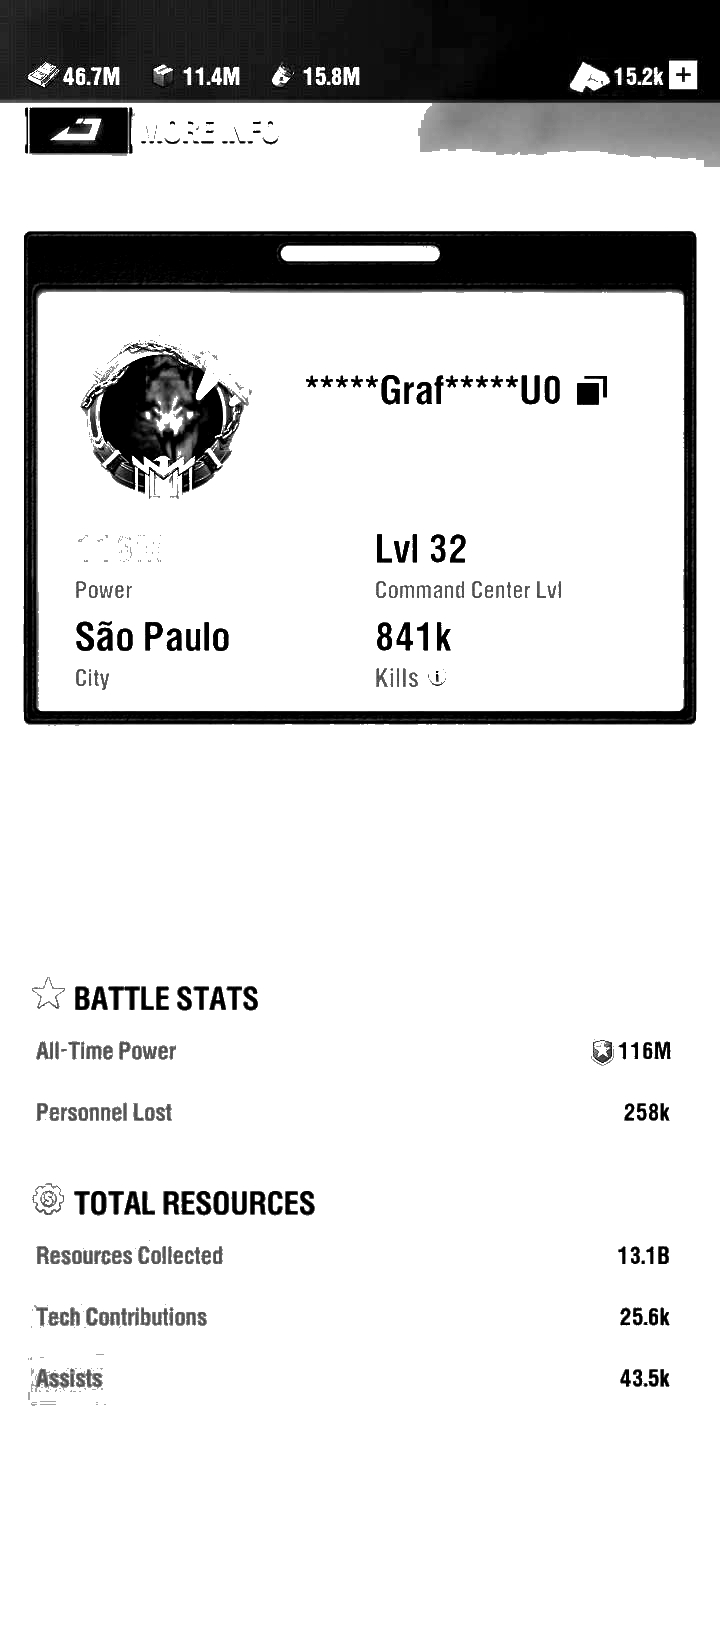 46.7M 11.4M 15.8M 15.2k +
MORE INFO
*****Graf*****U0
116M Lvl 32
Power Command Center Lvl
São Paulo 841k
City Kills
BATTLE STATS
All-Time Power 116M
Personnel Lost 258k
TOTAL RESOURCES
Resources Collected 13.1B
Tech Contributions 25.6k
Assists 43.5k